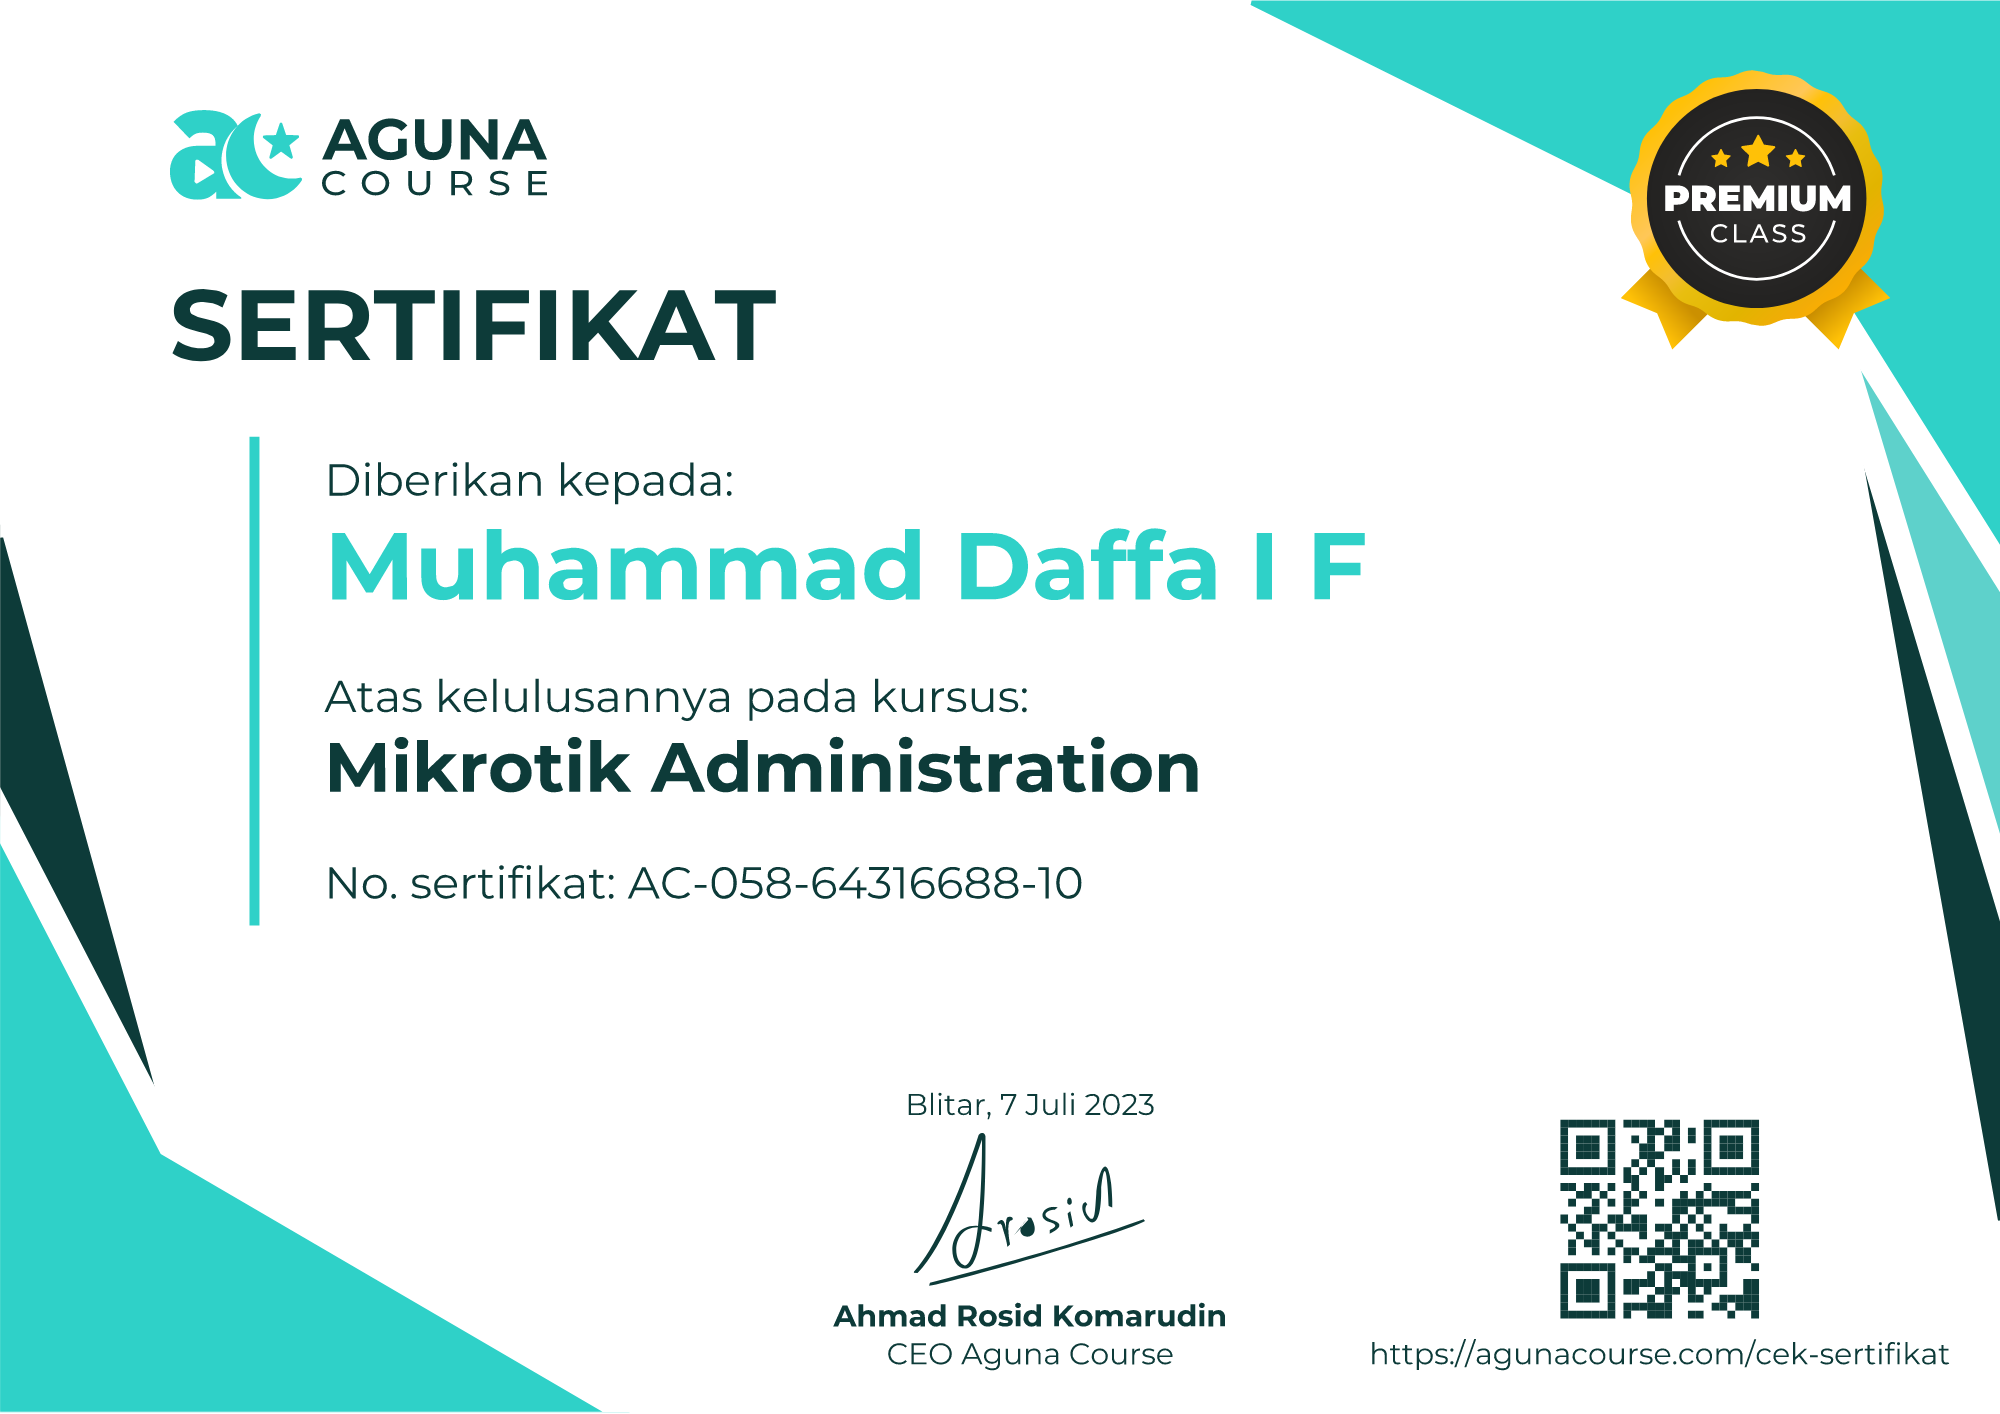 AGUNA
COURSE
PREMIUM
CLASS
SERTIFIKAT
Diberikan kepada:
Muhammad Daffa I F
Atas kelulusannya pada kursus:
Mikrotik Administration
No. sertifikat: AC-058-64316688-10
Blitar, 7 Juli 2023
Arosid
Ahmad Rosid Komarudin
CEO Aguna Course
https://agunacourse.com/cek-sertifikat